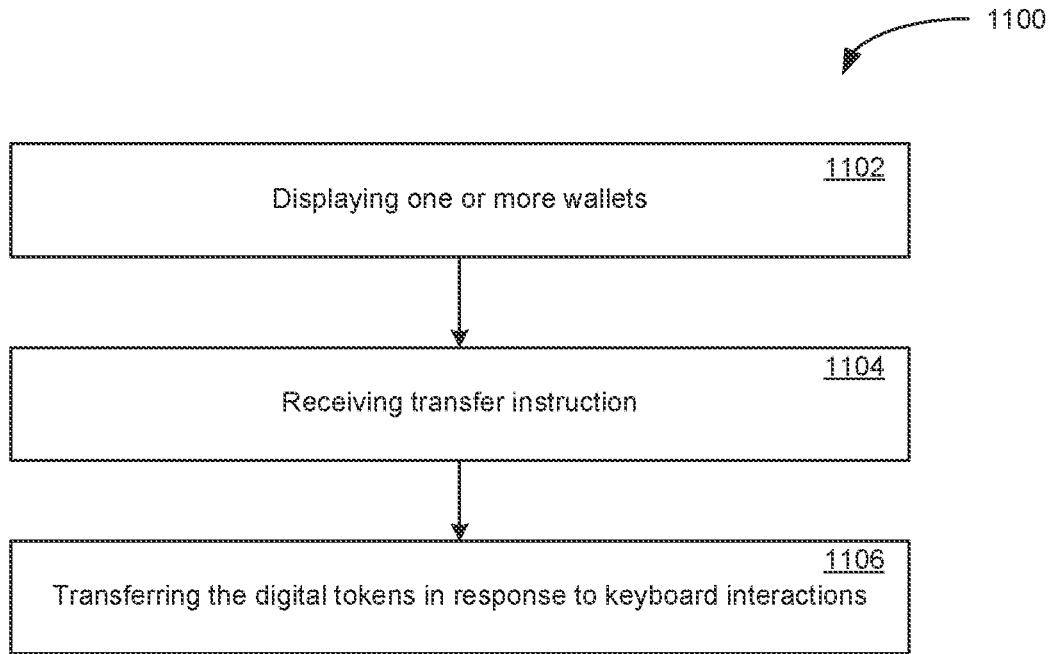 1100
1102
Displaying one or more wallets
1104
Receiving transfer instruction
1106
Transferring the digital tokens in response to keyboard interactions